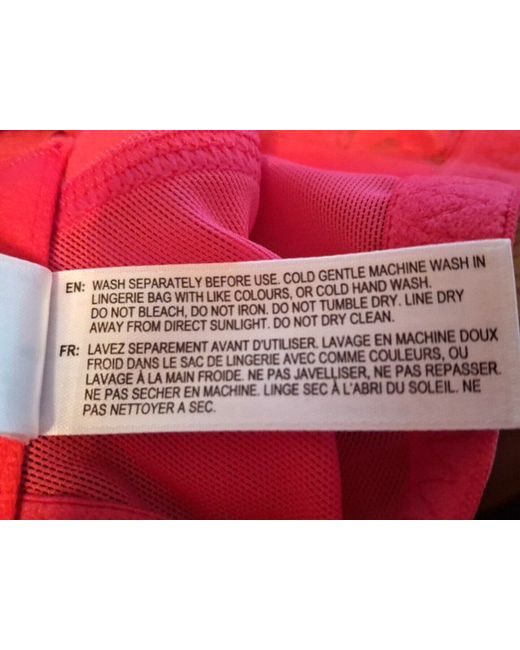 EN: WASH SEPARATELY BEFORE USE. COLD GENTLE MACHINE WASH IN
LINGERIE BAG WITH LIKE COLOURS, OR COLD HAND WASH.
DO NOT BLEACH, DO NOT IRON. DO NOT TUMBLE DRY. LINE DRY
AWAY FROM DIRECT SUNLIGHT. DO NOT DRY CLEAN.
FR: LAVEZ SEPAREMENT AVANT D'UTILISER. LAVAGE EN MACHINE DOUX
FROID DANS LE SAC DE LINGERIE AVEC COMME COULEURS, OU
LAVAGE À LA MAIN FROIDE. NE PAS JAVELLISER, NE PAS REPASSER.
NE PAS SECHER EN MACHINE. LINGE SEC À L'ABRI DU SOLEIL. NE
PAS NETTOYER A SEC.